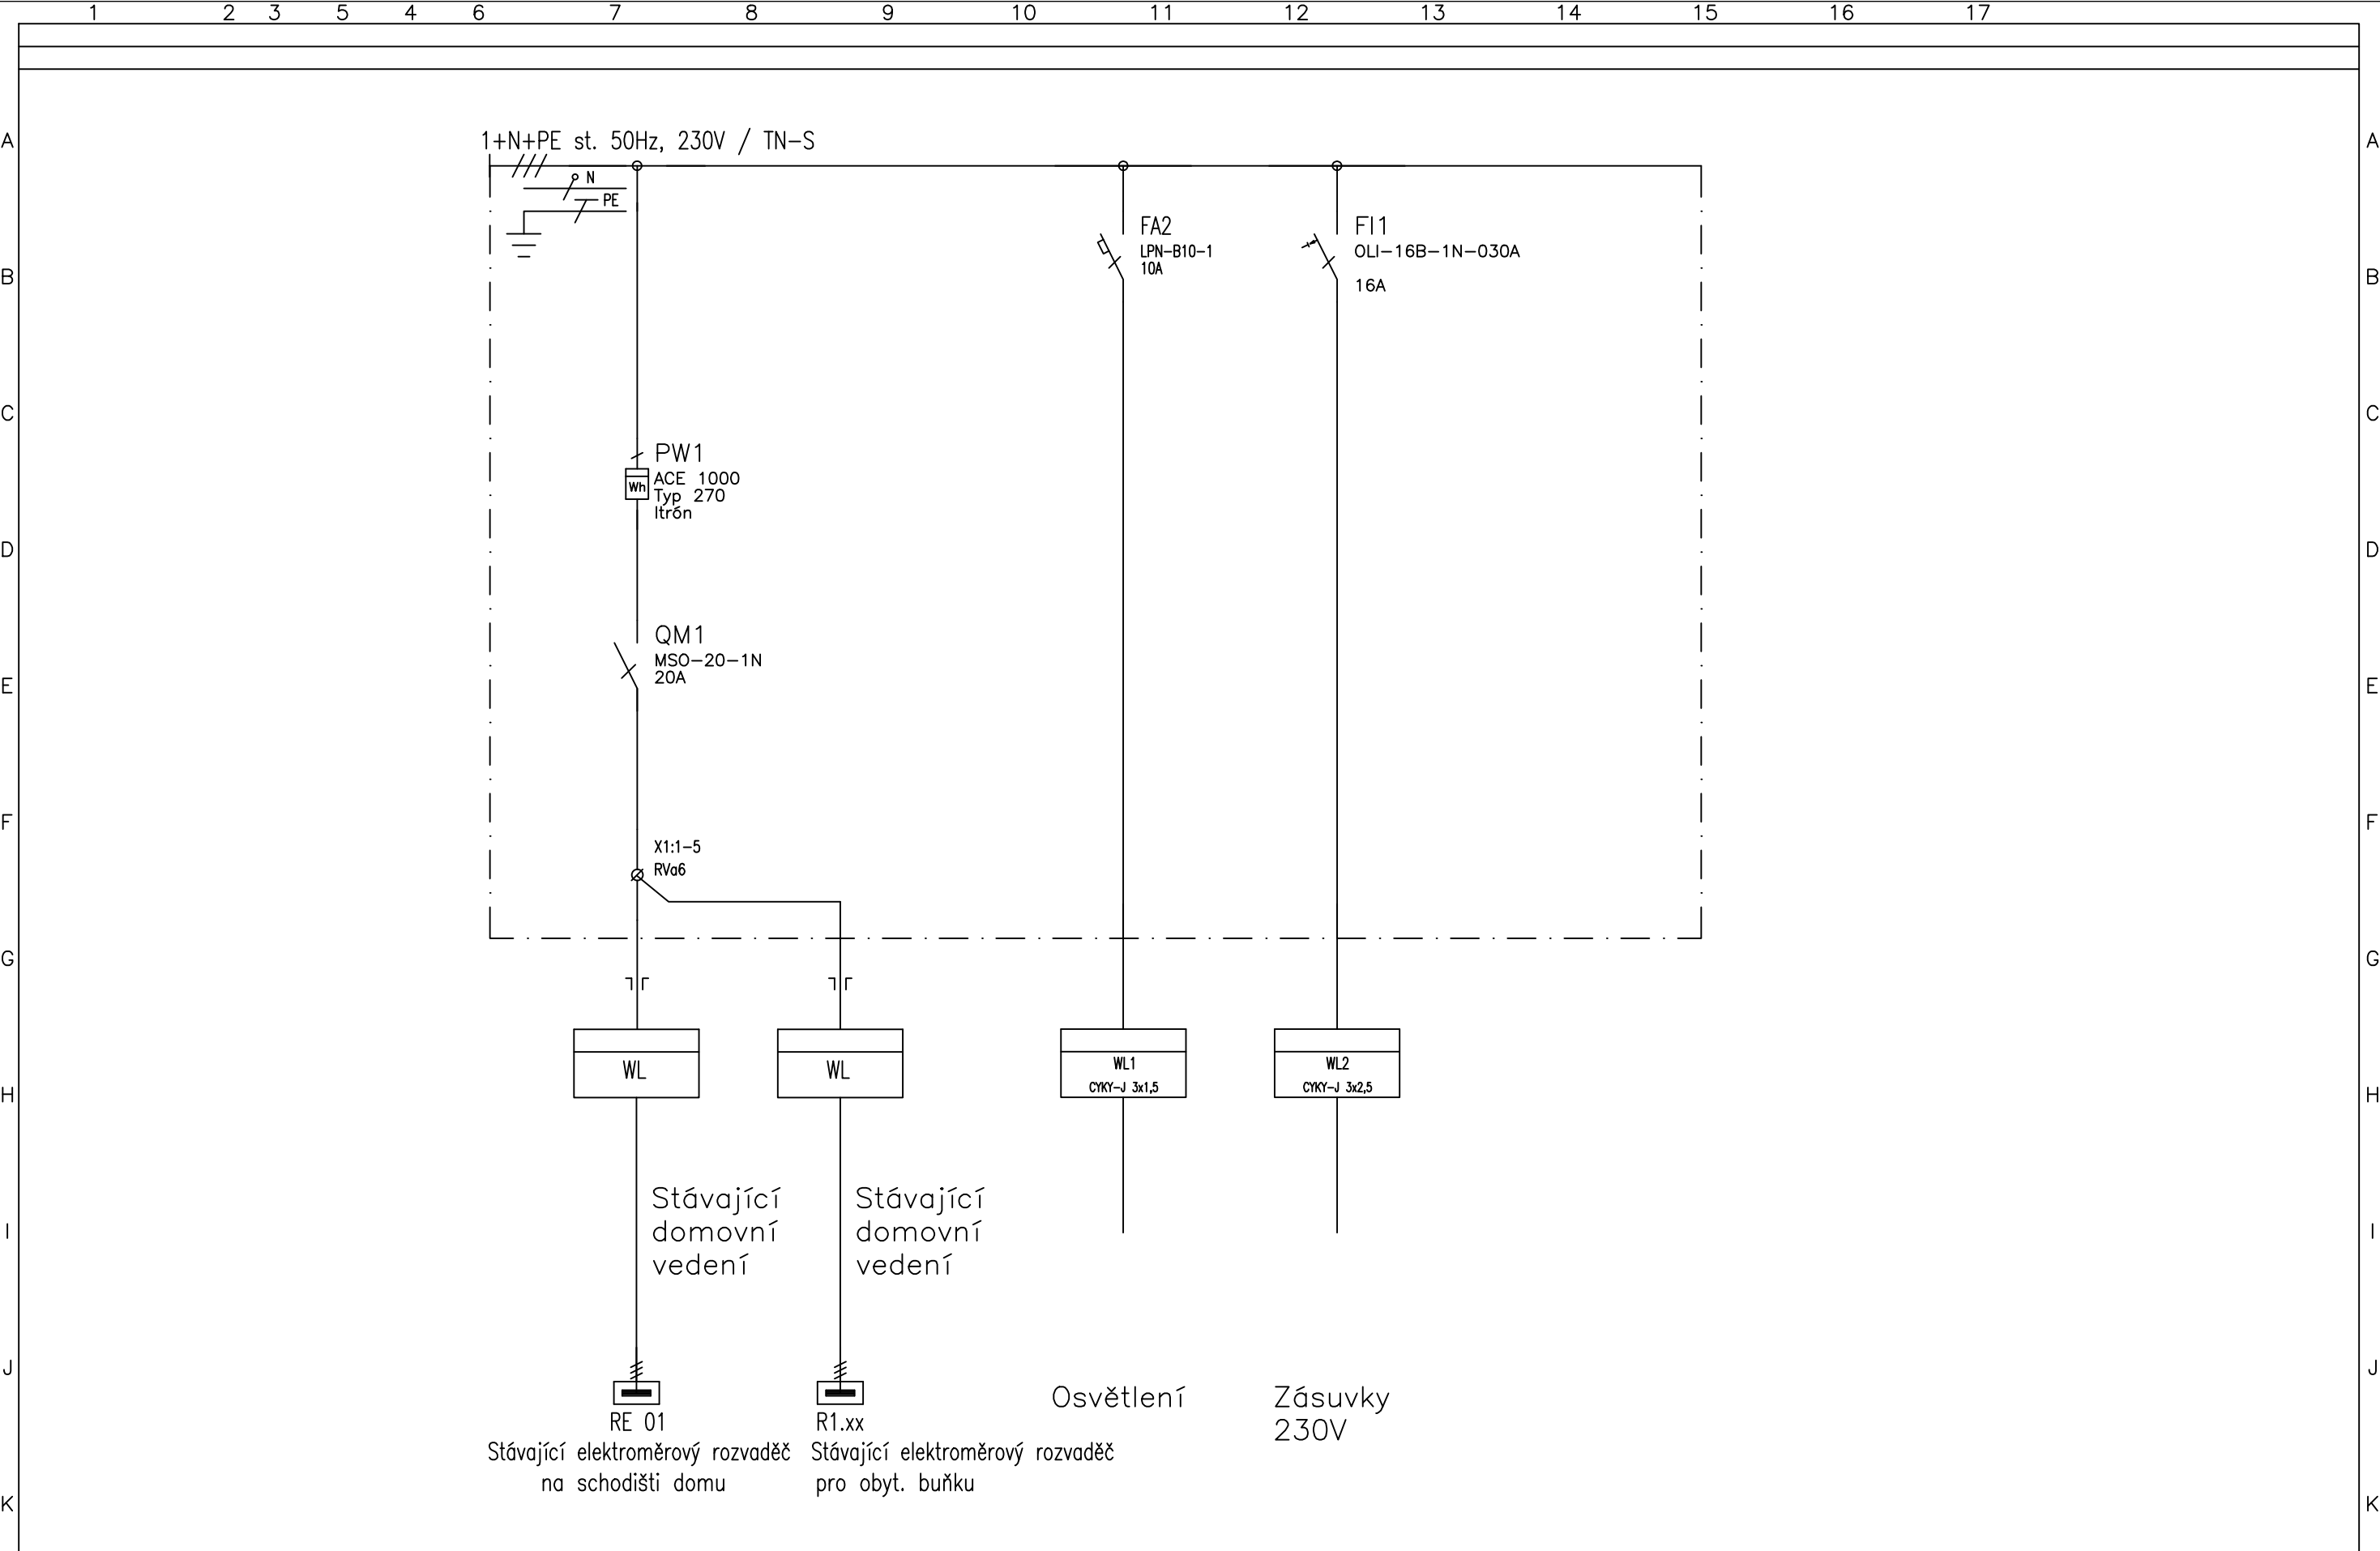 1 2 3 5 4 6 7 8 9 10 11 12 13 14 15 16 17
A A
1+N+PE st. 50Hz, 230V / TN-S
N
PE
FA2
LPN-B10-1
10A
FI1
OLI-16B-1N-030A
16A
B B
C C
PW1
Wh
ACE 1000
Typ 270
Itrón
D D
QM1
MSO-20-1N
20A
E E
F F
X1:1-5
RVa6
G G
WL
WL
WL1
CYKY-J 3x1,5
WL2
CYKY-J 3x2,5
H H
Stávající
domovní
vedení
Stávající
domovní
vedení
I I
J J
RE 01
Stávající elektroměrový rozvaděč
na schodišti domu
R1.xx
Stávající elektroměrový rozvaděč
pro obyt. buňku
Osvětlení
Zásuvky
230V
K K